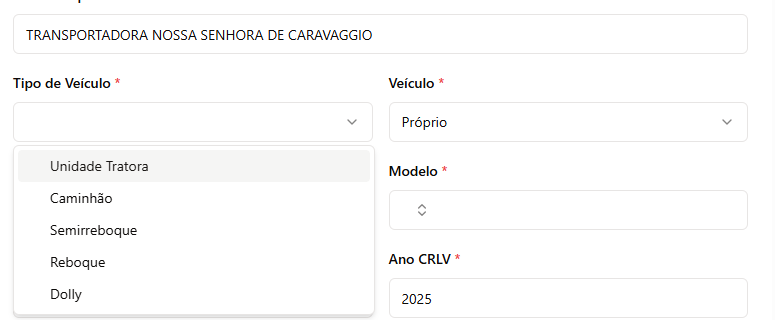 TRANSPORTADORA NOSSA SENHORA DE CARAVAGGIO
Tipo de Veículo *
Veículo *
Próprio
Unidade Tratora
Caminhão
Semirreboque
Reboque
Dolly
Modelo *
Ano CRLV *
2025